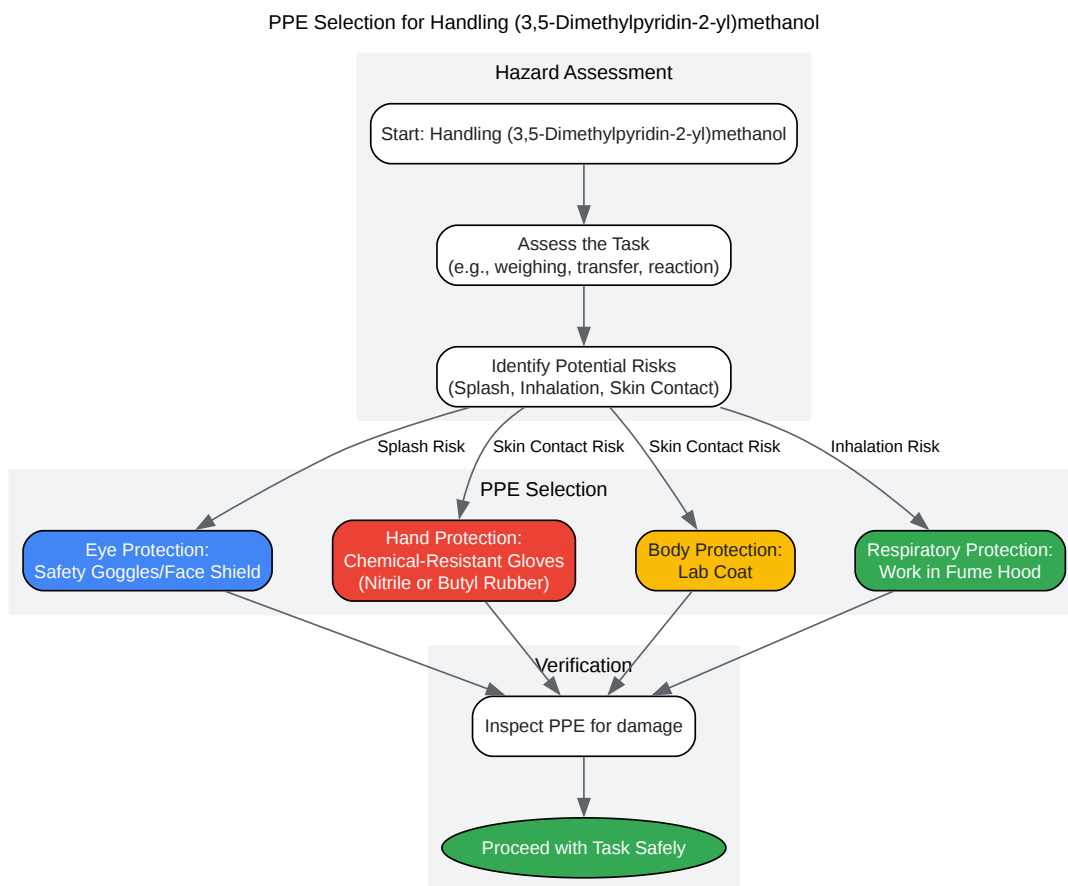 PPE Selection for Handling (3,5-Dimethylpyridin-2-yl)methanol
Hazard Assessment
Start: Handling (3,5-Dimethylpyridin-2-yl)methanol
Assess the Task
(e.g., weighing, transfer, reaction)
Identify Potential Risks
(Splash, Inhalation, Skin Contact)
Splash Risk
Skin Contact Risk
Skin Contact Risk
Inhalation Risk
PPE Selection
Eye Protection:
Safety Goggles/Face Shield
Hand Protection:
Chemical-Resistant Gloves
(Nitrile or Butyl Rubber)
Body Protection:
Lab Coat
Respiratory Protection:
Work in Fume Hood
Verification
Inspect PPE for damage
Proceed with Task Safely